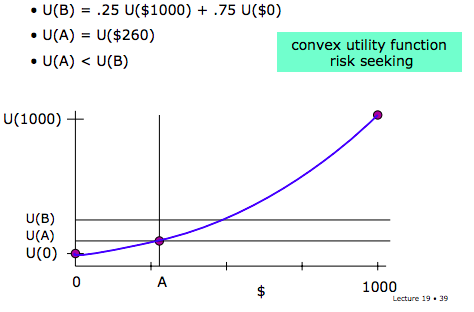 • U(B) = .25 U($1000) + .75 U($0)
• U(A) = U($260)
• U(A) < U(B)
convex utility function
risk seeking
U(1000)
U(B)
U(A)
U(0)
0 A $ 1000
Lecture 19 • 39